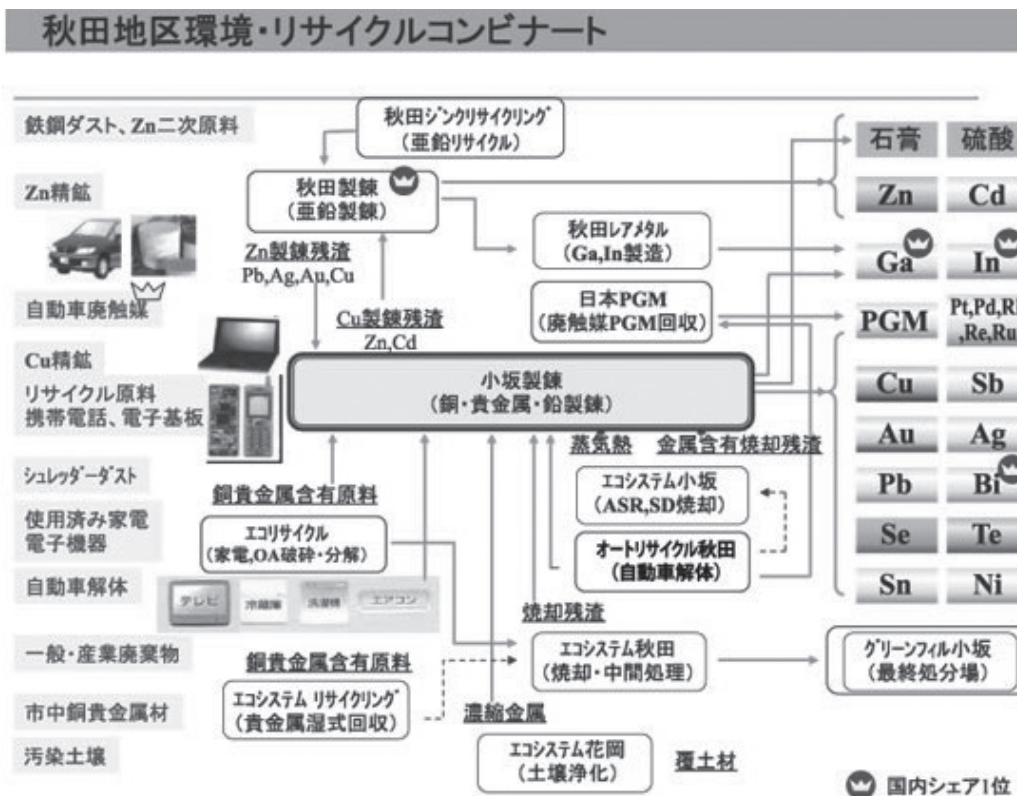 秋田地区環境・リサイクルコンビナート
鉄鋼ダスト、Zn二次原料
Zn精鉱
自動車廃触媒
Cu精鉱
リサイクル原料
携帯電話、電子基板
シュレッダーダスト
使用済み家電
電子機器
自動車解体
一般・産業廃棄物
市中銅貴金属材
汚染土壌
秋田ジンクリサイクリング
(亜鉛リサイクル)
秋田製錬
(亜鉛製錬)
Zn製錬残渣
Pb,Ag,Au,Cu
Cu製錬残渣
Zn,Cd
秋田レアメタル
(Ga,In製造)
日本PGM
(廃触媒PGM回収)
小坂製錬
(銅・貴金属・鉛製錬)
蒸気熱 金属含有焼却残渣
銅貴金属含有原料
エコリサイクル
(家電,OA破砕・分解)
テレビ 冷蔵庫 洗濯機 エアコン
エコシステム小坂
(ASR,SD焼却)
オートリサイクル秋田
(自動車解体)
焼却残渣
エコシステム秋田
(焼却・中間処理)
銅貴金属含有原料
エコシステム リサイクリング
(貴金属湿式回収)
濃縮金属
エコシステム花岡
(土壌浄化)
覆土材
石膏 硫酸
Zn Cd
Ga In
PGM Pt,Pd,Rh
,Re,Ru
Cu Sb
Au Ag
Pb Bi
Se Te
Sn Ni
グリーンフィル小坂
(最終処分場)
国内シェア1位